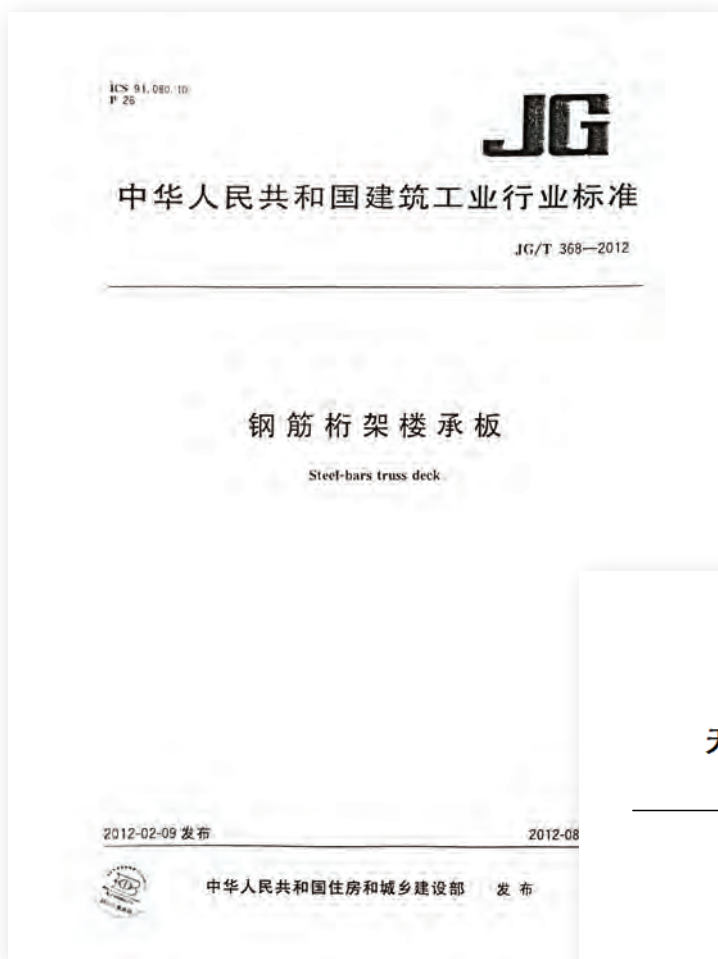 ICS 91.080.10
P 26
JG
中华人民共和国建筑工业行业标准
JG/T 368—2012
钢筋桁架楼承板
Steel-bars truss deck
2012-02-09 发布
2012-08
中华人民共和国住房和城乡建设部 发布